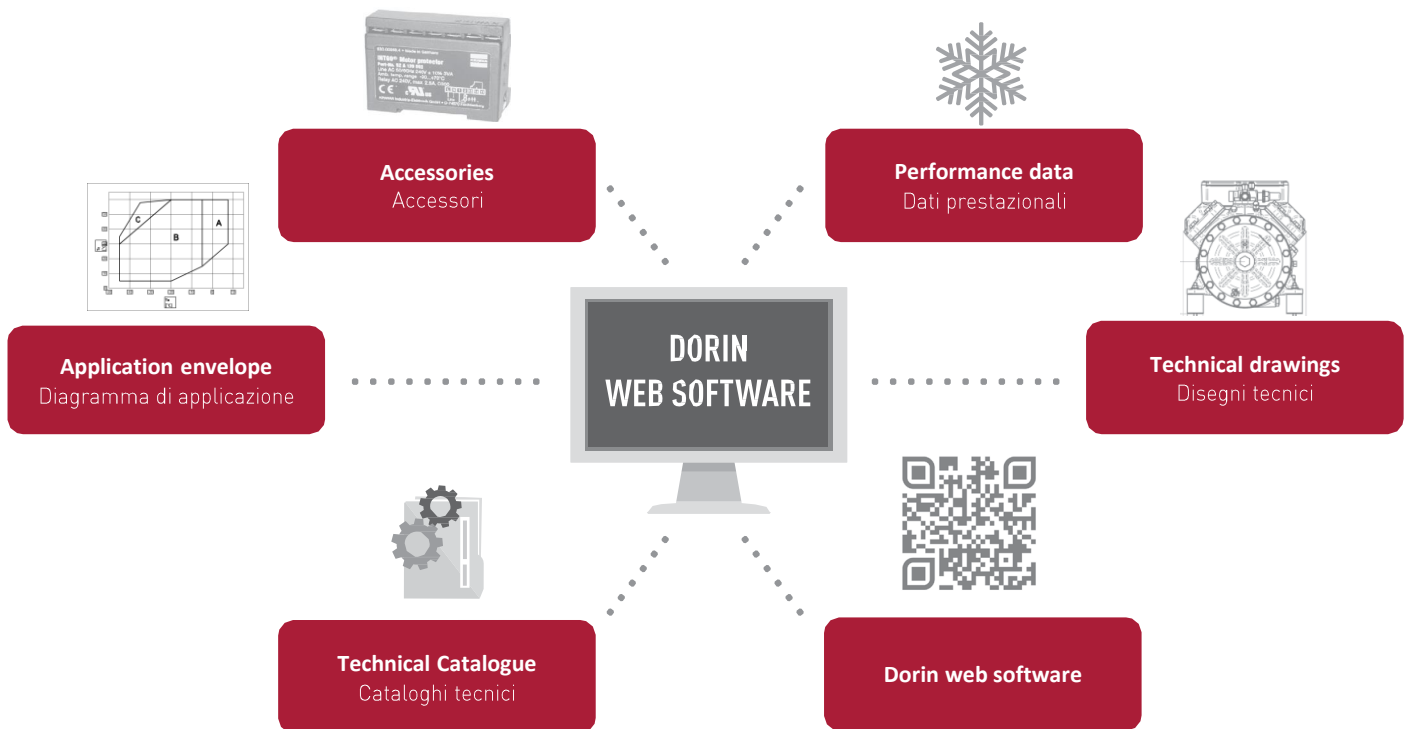 Accessories
Accessori
Performance data
Dati prestazionali
C
A
B
Application envelope
Diagramma di applicazione
DORIN
WEB SOFTWARE
Technical drawings
Disegni tecnici
Technical Catalogue
Cataloghi tecnici
Dorin web software